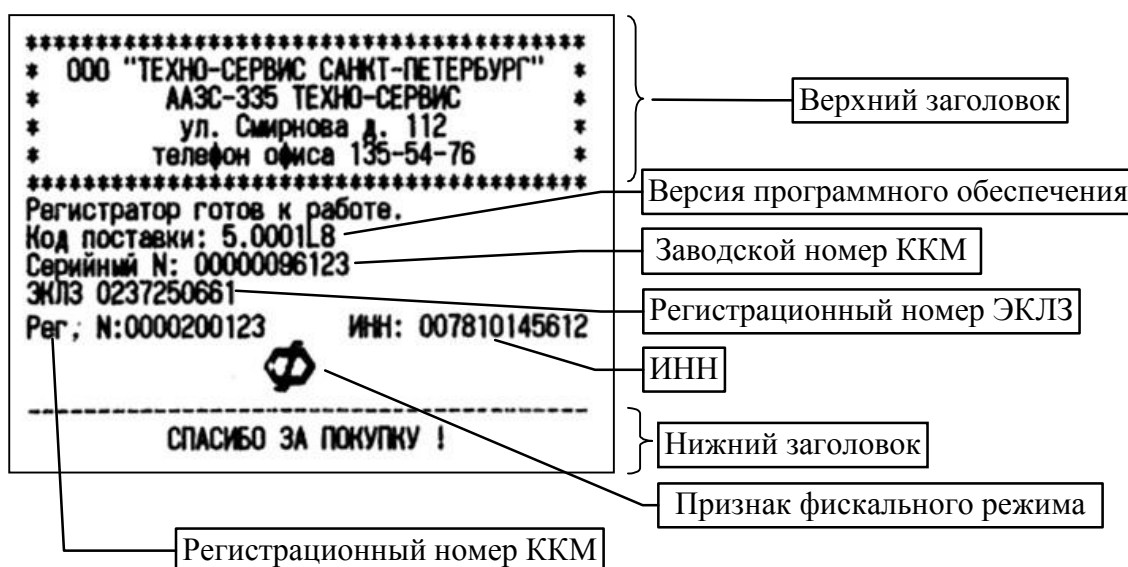 ****************************************
* ООО "ТЕХНО-СЕРВИС САНКТ-ПЕТЕРБУРГ" *
* ААЗС-335 ТЕХНО-СЕРВИС *
* ул. Смирнова д. 112 *
* телефон офиса 135-54-76 *
****************************************
Регистратор готов к работе.
Код поставки: 5.0001L8
Серийный N: 00000096123
ЭКЛЗ 0237250661
Рег, N:0000200123 ИНН: 007810145612
Ф
----------------------------------------
СПАСИБО ЗА ПОКУПКУ !
Верхний заголовок
Версия программного обеспечения
Заводской номер ККМ
Регистрационный номер ЭКЛЗ
ИНН
Нижний заголовок
Признак фискального режима
Регистрационный номер ККМ